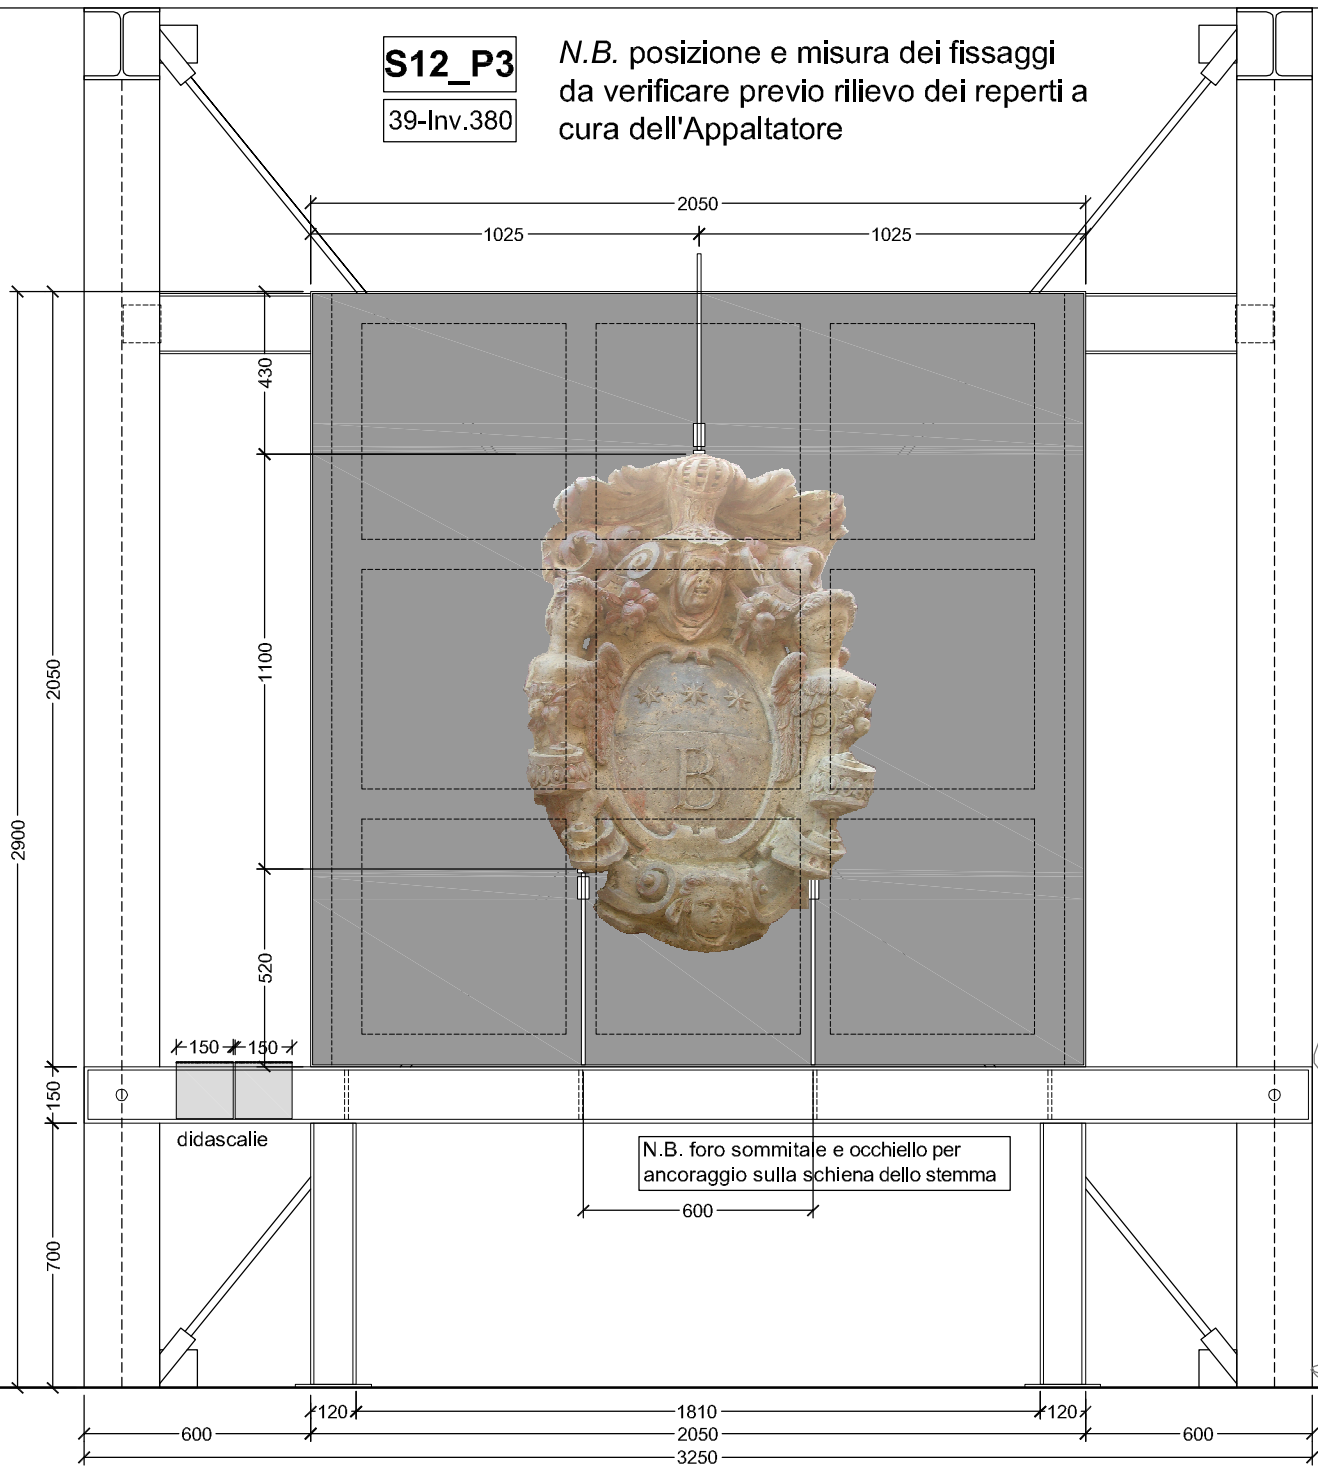 S12_P3
39-Inv.380
N.B. posizione e misura dei fissaggi
da verificare previo rilievo dei reperti a
cura dell'Appaltatore
2050
1025
1025
430
1100
520
2050
2900
150
700
150
150
didascalie
B
N.B. foro sommitale e occhiello per
ancoraggio sulla schiena dello stemma
600
120
1810
120
600
2050
600
3250